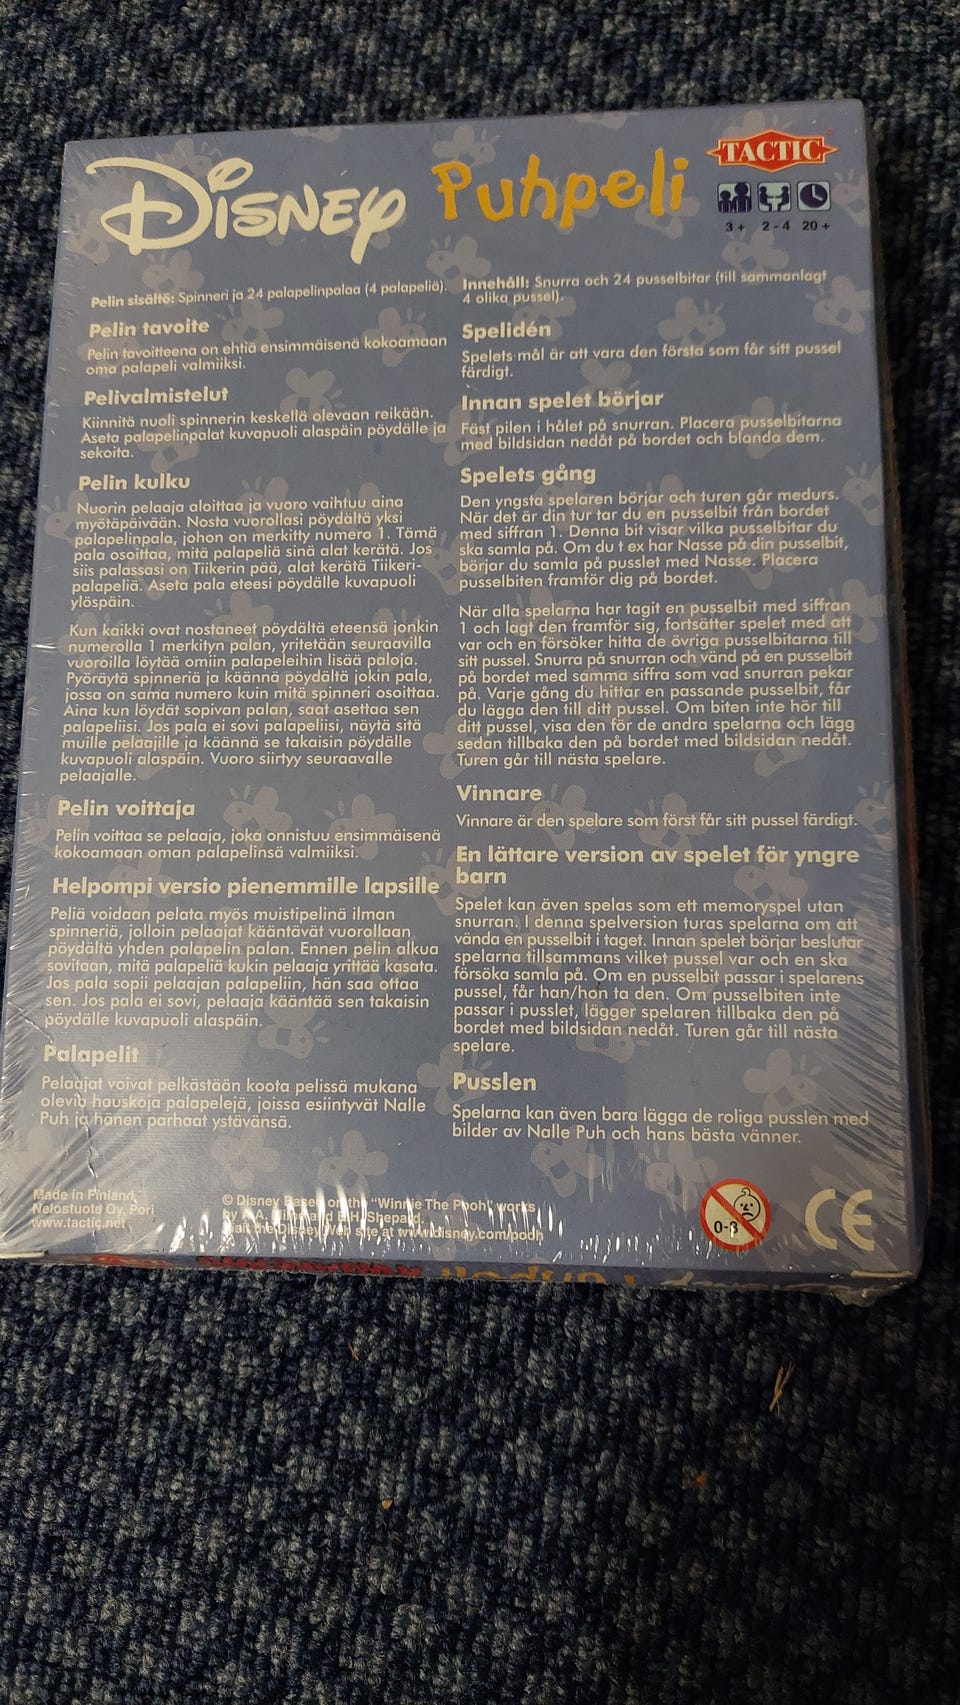 Disney Puhpeli
TACTIC
3+ 2-4 20+
Pelin sisältö: Spinneri ja 24 palapelinpalaa (4 palapeliä).
Pelin tavoite
Pelin tavoitteena on ehtiä ensimmäisenä kokoamaan
oma palapeli valmiiksi.
Pelivalmistelut
Kiinnitä nuoli spinnerin keskellä olevaan reikään.
Aseta palapelinpalat kuvapuoli alaspäin pöydälle ja
sekoita.
Pelin kulku
Nuorin pelaaja aloittaa ja vuoro vaihtuu aina
myötäpäivään. Nosta vuorollasi pöydältä yksi
palapelinpala, johon on merkitty numero 1. Tämä
pala osoittaa, mitä palapeliä sinä alat kerätä. Jos
siis palassasi on Tiikerin pää, alat kerätä Tiikeri-
palapeliä. Aseta pala eteesi pöydälle kuvapuoli
ylöspäin.
Kun kaikki ovat nostaneet pöydältä eteensä jonkin
numerolla 1 merkityn palan, yritetään seuraavilla
vuoroilla löytää omiin palapeleihin lisää paloja.
Pyöräytä spinneriä ja käännä pöydältä jokin pala,
jossa on sama numero kuin mitä spinneri osoittaa.
Aina kun löydät sopivan palan, saat asettaa sen
palapeliisi. Jos pala ei sovi palapeliisi, näytä sitä
muille pelaajille ja käännä se takaisin pöydälle
kuvapuoli alaspäin. Vuoro siirtyy seuraavalle
pelaajalle.
Pelin voittaja
Pelin voittaa se pelaaja, joka onnistuu ensimmäisenä
kokoamaan oman palapelinsä valmiiksi.
Helpompi versio pienemmille lapsille
Peliä voidaan pelata myös muistipelinä ilman
spinneriä, jolloin pelaajat kääntävät vuorollaan
pöydältä yhden palapelin palan. Ennen pelin alkua
sovitaan, mitä palapeliä kukin pelaaja yrittää kasata.
Jos pala sopii pelaajan palapeliin, hän saa ottaa
sen. Jos pala ei sovi, pelaaja kääntää sen takaisin
pöydälle kuvapuoli alaspäin.
Palapelit
Pelaajat voivat pelkästään koota pelissä mukana
olevia hauskoja palapelejä, joissa esiintyvät Nalle
Puh ja hänen parhaat ystävänsä.
Innehåll: Snurra och 24 pusselbitar (till sammanlagt
4 olika pussel).
Spelidén
Spelets mål är att vara den första som får sitt pussel
färdigt.
Innan spelet börjar
Fäst pilen i hålet på snurran. Placera pusselbitarna
med bildsidan nedåt på bordet och blanda dem.
Spelets gång
Den yngsta spelaren börjar och turen går medurs.
När det är din tur tar du en pusselbit från bordet
med siffran 1. Denna bit visar vilka pusselbitar du
ska samla på. Om du t ex har Nasse på din pusselbit,
börjar du samla på pusslet med Nasse. Placera
pusselbiten framför dig på bordet.
När alla spelarna har tagit en pusselbit med siffran
1 och lagt den framför sig, fortsätter spelet med att
var och en försöker hitta de övriga pusselbitarna till
sitt pussel. Snurra på snurran och vänd på en pusselbit
på bordet med samma siffra som vad snurran pekar
på. Varje gång du hittar en passande pusselbit, får
du lägga den till ditt pussel. Om biten inte hör till
ditt pussel, visa den för de andra spelarna och lägg
sedan tillbaka den på bordet med bildsidan nedåt.
Turen går till nästa spelare.
Vinnare
Vinnare är den spelare som först får sitt pussel färdigt.
En lättare version av spelet för yngre
barn
Spelet kan även spelas som ett memoryspel utan
snurran. I denna spelversion turas spelarna om att
vända en pusselbit i taget. Innan spelet börjar beslutar
spelarna tillsammans vilket pussel var och en ska
försöka samla på. Om en pusselbit passar i spelarens
pussel, får han/hon ta den. Om pusselbiten inte
passar i pusslet, lägger spelaren tillbaka den på
bordet med bildsidan nedåt. Turen går till nästa
spelare.
Pusslen
Spelarna kan även bara lägga de roliga pusslen med
bilder av Nalle Puh och hans bästa vänner.
Made in Finland
Nelostuote Oy, Pori
www.tactic.net
© Disney Based on the "Winnie The Pooh" works
by A.A. Milne and E.H. Shepard.
Visit the Disney Web site at www.disney.com/pooh
0-3
CE